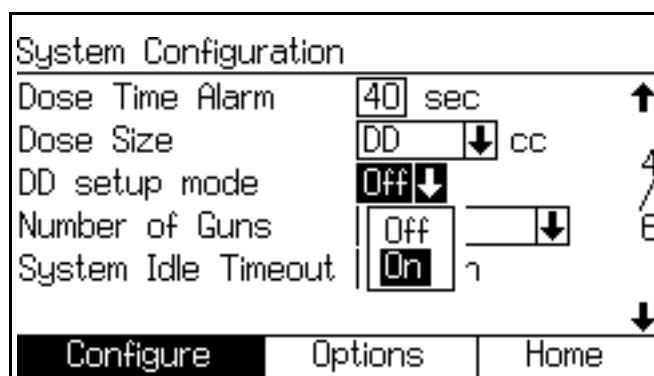 System Configuration
Dose Time Alarm 40 sec
Dose Size DD cc
DD setup mode Off
Number of Guns Off
System Idle Timeout On
4
/
Configure Options Home